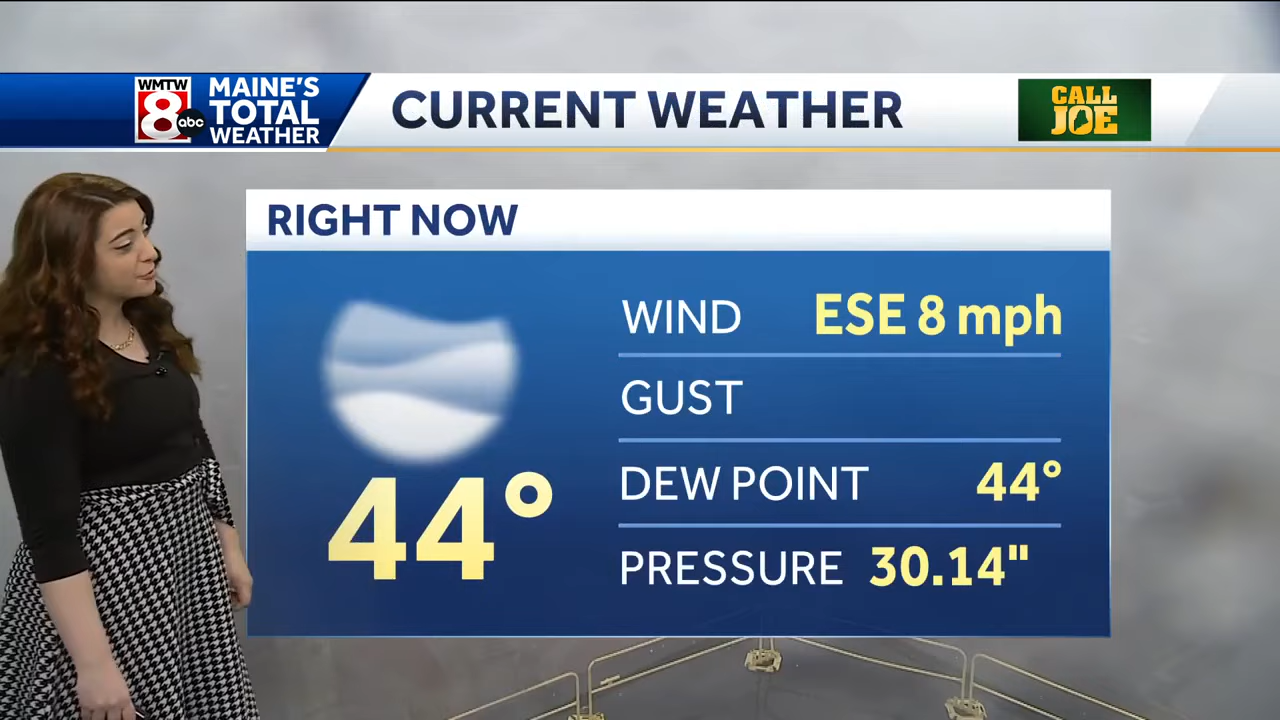 WMTW
8
abc
MAINE'S
TOTAL
WEATHER
CURRENT WEATHER
CALL
JOE
RIGHT NOW
44°
WIND ESE 8 mph
GUST
DEW POINT 44°
PRESSURE 30.14"